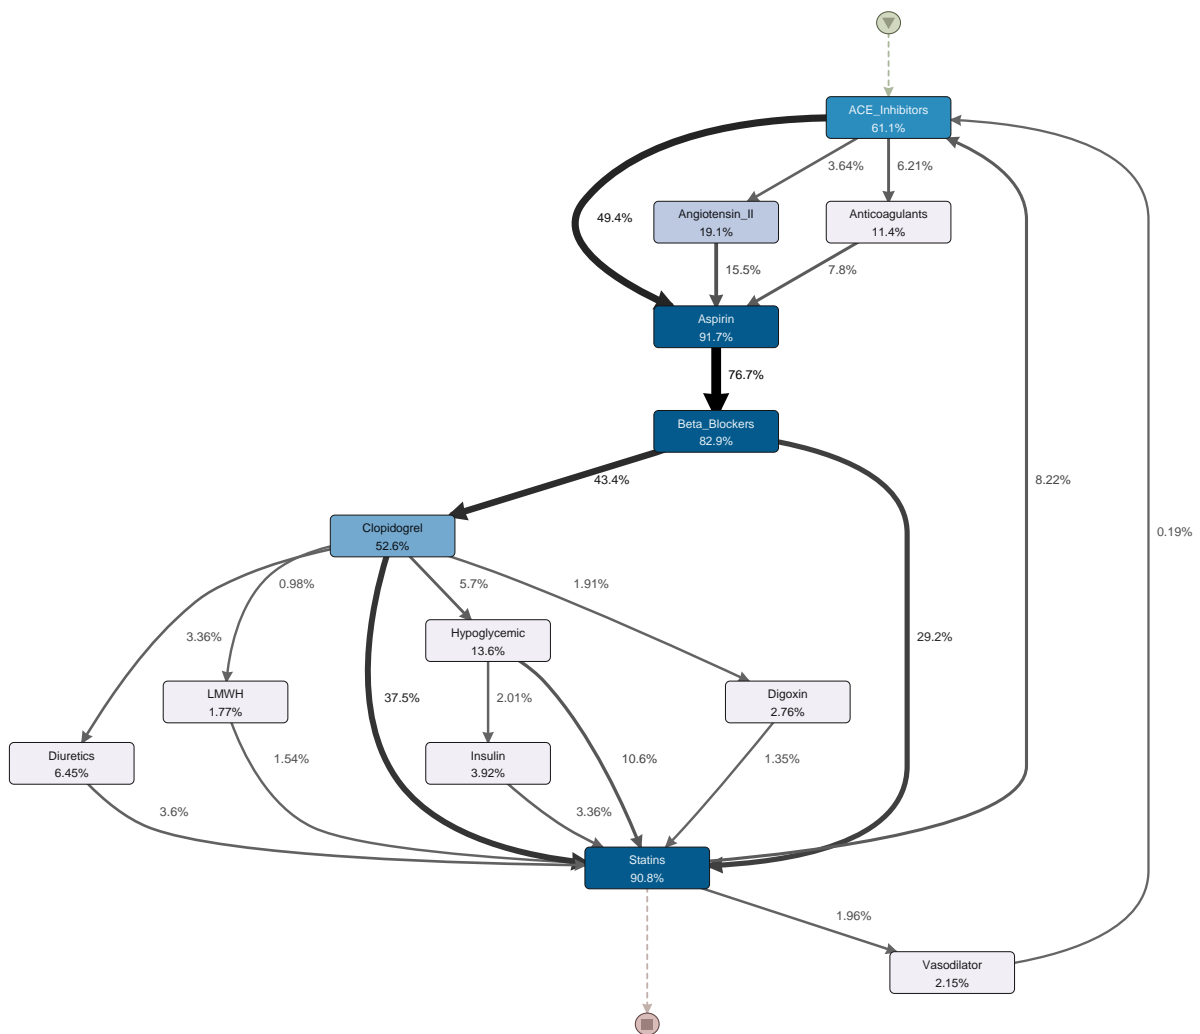 ACE_Inhibitors
61.1%
3.64%
6.21%
49.4%
Angiotensin_II
19.1%
Anticoagulants
11.4%
15.5%
7.8%
Aspirin
91.7%
76.7%
Beta_Blockers
82.9%
43.4%
8.22%
0.19%
Clopidogrel
52.6%
0.98%
5.7%
1.91%
3.36%
Hypoglycemic
13.6%
29.2%
LMWH
1.77%
37.5%
2.01%
Digoxin
2.76%
Diuretics
6.45%
1.54%
Insulin
3.92%
10.6%
1.35%
3.6%
3.36%
Statins
90.8%
1.96%
Vasodilator
2.15%